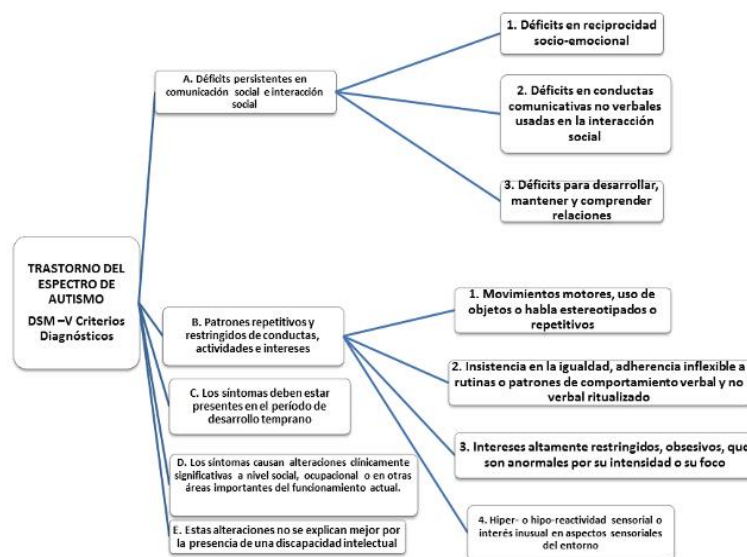 TRASTORNO DEL
ESPECTRO DE
AUTISMO
DSM –V Criterios
Diagnósticos
A. Déficits persistentes en
comunicación social e interacción
social
1. Déficits en reciprocidad
socio-emocional
2. Déficits en conductas
comunicativas no verbales
usadas en la interacción
social
3. Déficits para desarrollar,
mantener y comprender
relaciones
B. Patrones repetitivos y
restringidos de conductas,
actividades e intereses
1. Movimientos motores, uso de
objetos o habla estereotipados o
repetitivos
2. Insistencia en la igualdad, adherencia inflexible a
rutinas o patrones de comportamiento verbal y no
verbal ritualizado
3. Intereses altamente restringidos, obsesivos, que
son anormales por su intensidad o su foco
4. Hiper- o hipo-reactividad sensorial o
interés inusual en aspectos sensoriales
del entorno
C. Los síntomas deben estar
presentes en el período de
desarrollo temprano
D. Los síntomas causan alteraciones clínicamente
significativas a nivel social, ocupacional o en otras
áreas importantes del funcionamiento actual.
E. Estas alteraciones no se explican mejor por
la presencia de una discapacidad intelectual